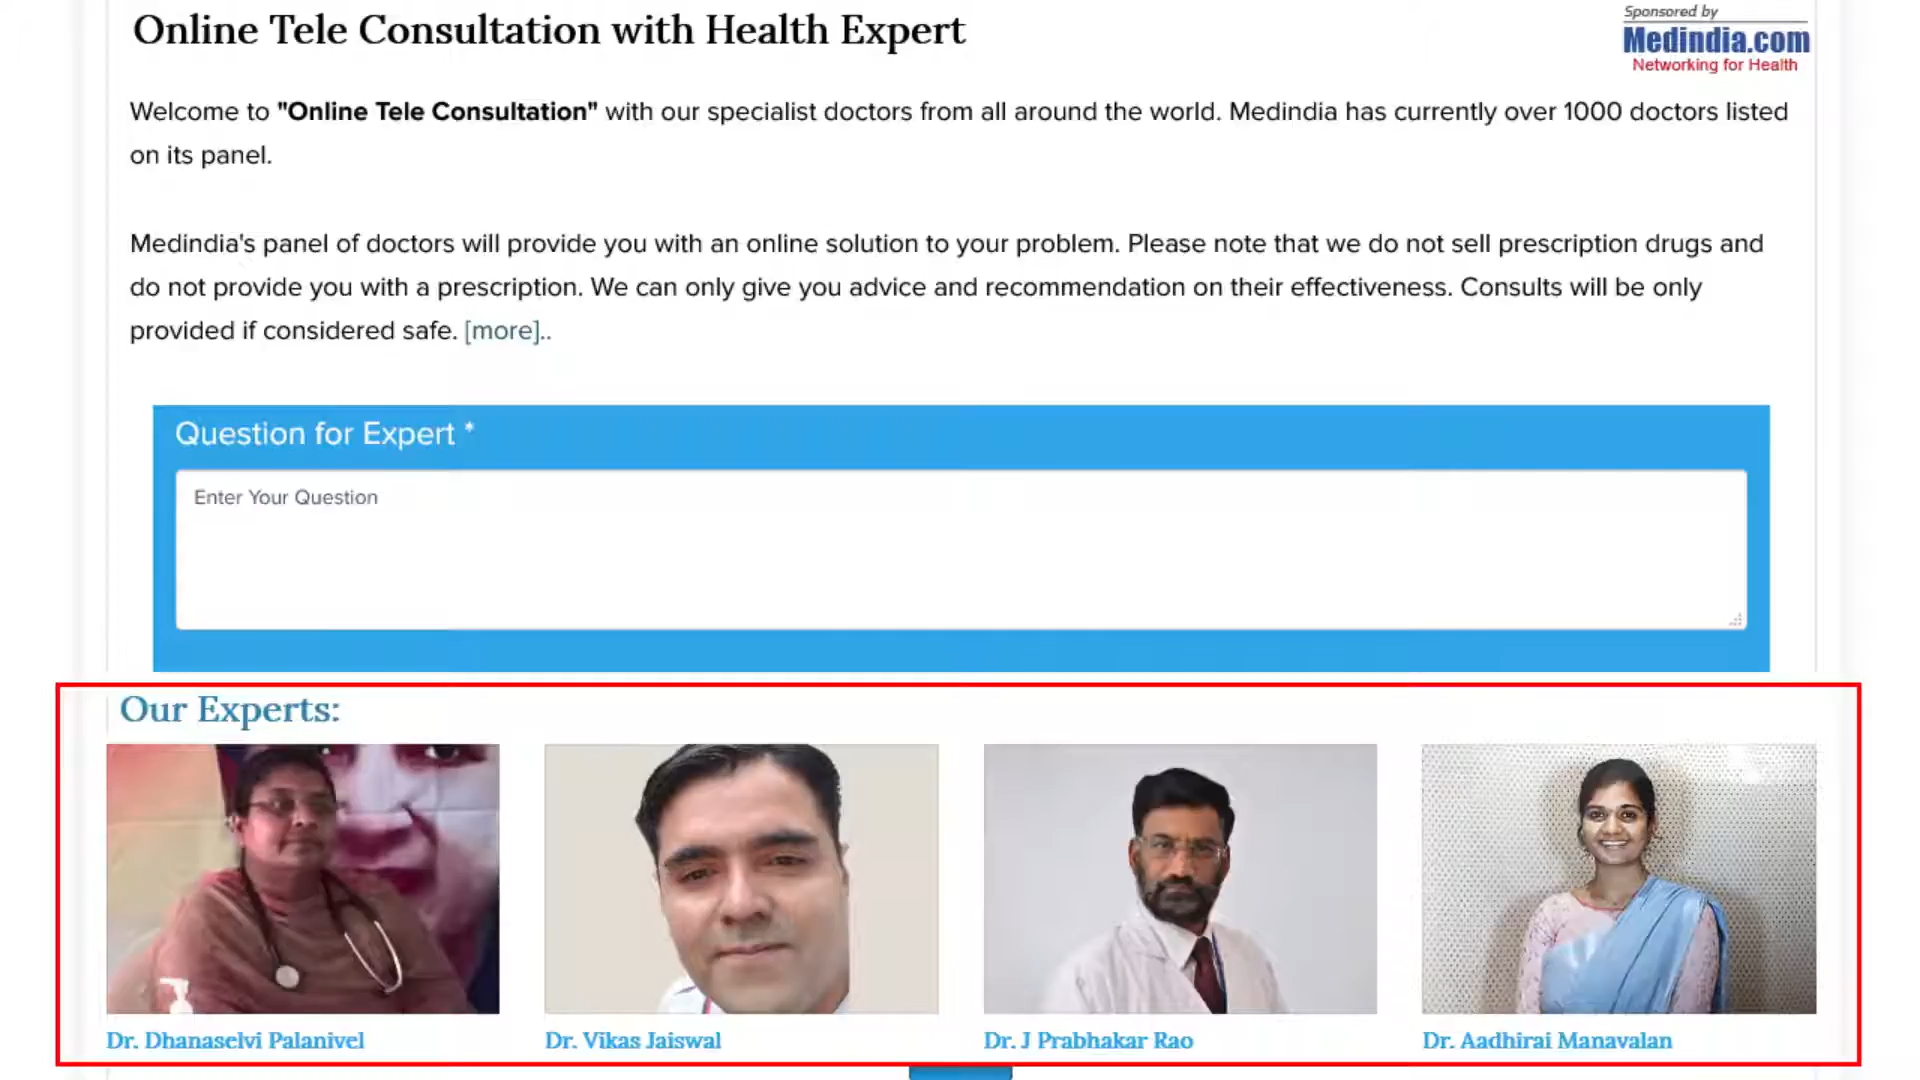 Online Tele Consultation with Health Expert
Sponsored by
Medindia.com
Networking for Health
Welcome to "Online Tele Consultation" with our specialist doctors from all around the world. Medindia has currently over 1000 doctors listed
on its panel.
Medindia's panel of doctors will provide you with an online solution to your problem. Please note that we do not sell prescription drugs and
do not provide you with a prescription. We can only give you advice and recommendation on their effectiveness. Consults will be only
provided if considered safe. [more]..
Question for Expert *
Enter Your Question
Our Experts:
Dr. Dhanaselvi Palanivel
Dr. Vikas Jaiswal
Dr. J Prabhakar Rao
Dr. Aadhirai Manavalan